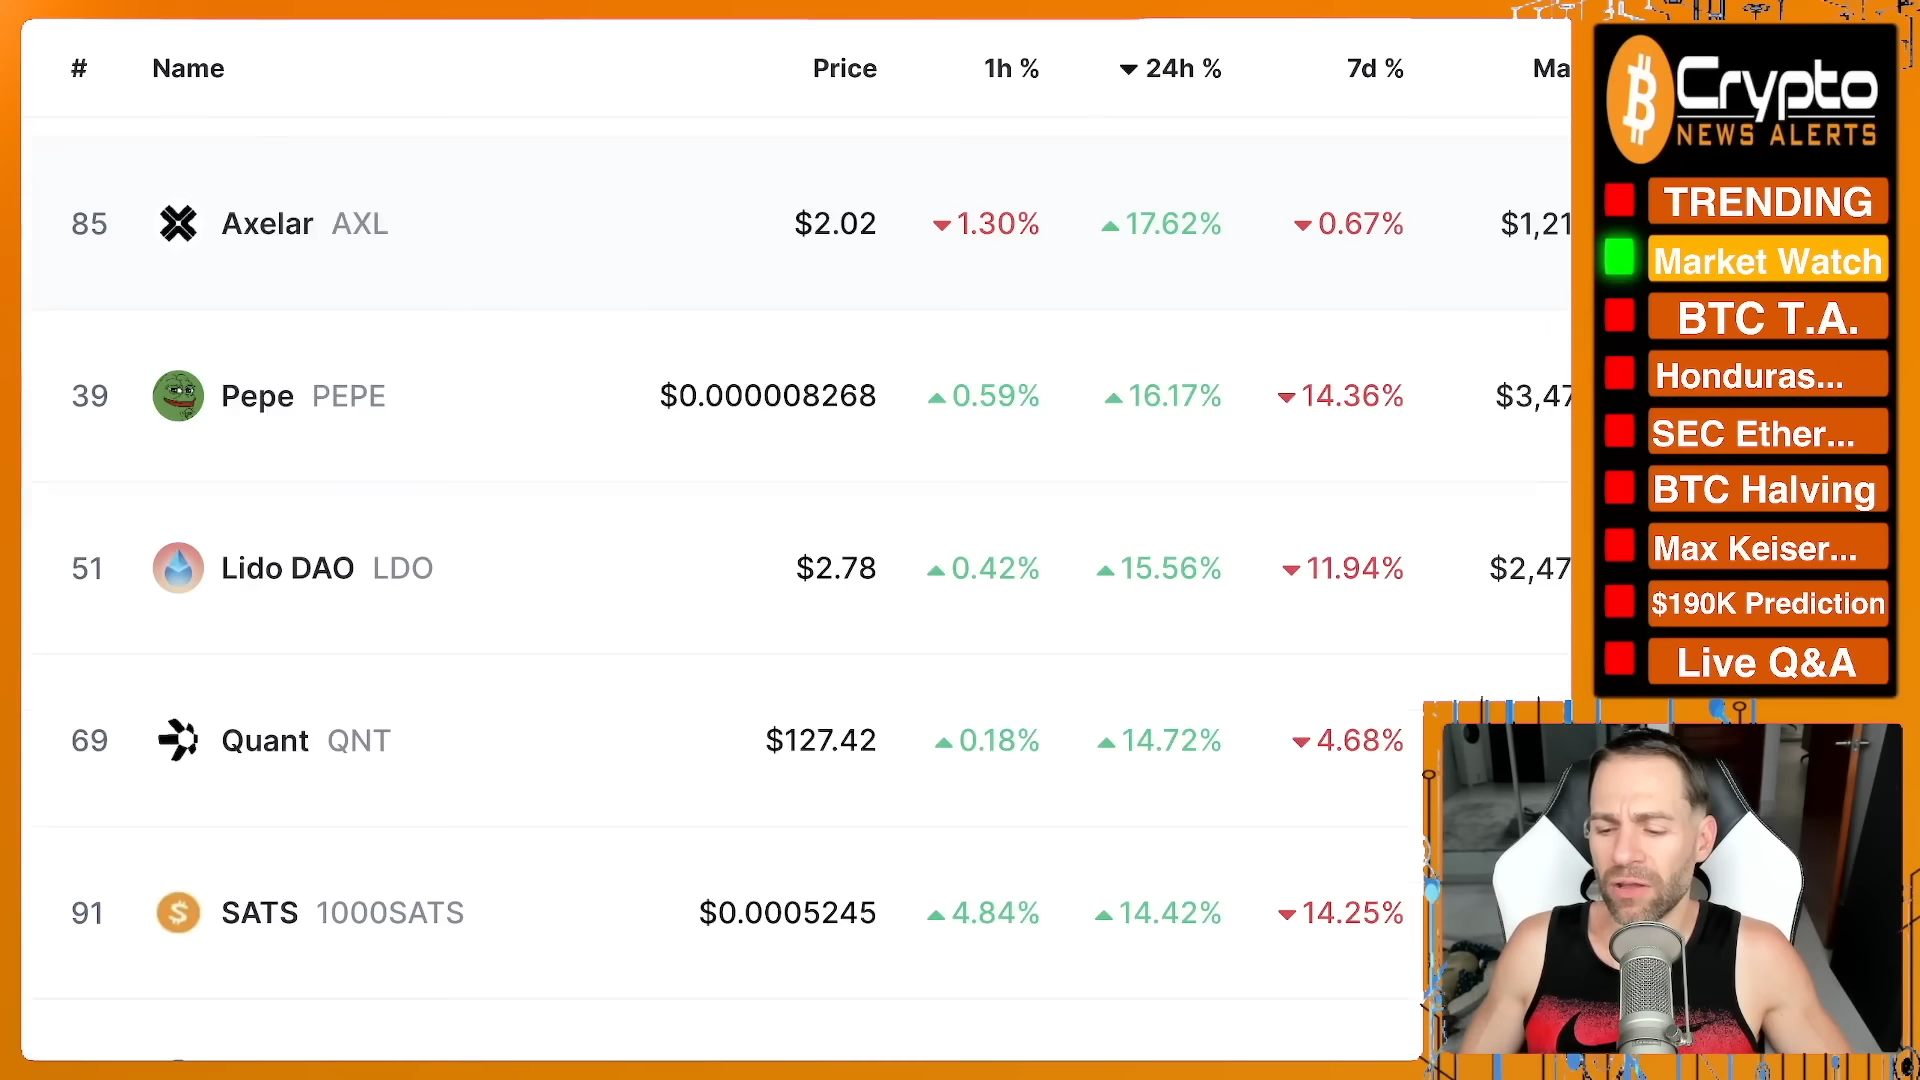 # Name Price 1h % 24h % 7d % Ma
85 Axelar AXL $2.02 1.30% 17.62% 0.67% $1,21
39 Pepe PEPE $0.000008268 0.59% 16.17% 14.36% $3,47
51 Lido DAO LDO $2.78 0.42% 15.56% 11.94% $2,47
69 Quant QNT $127.42 0.18% 14.72% 4.68%
91 SATS 1000SATS $0.0005245 4.84% 14.42% 14.25%
Crypto
NEWS ALERTS
TRENDING
Market Watch
BTC T.A.
Honduras...
SEC Ether...
BTC Halving
Max Keiser...
$190K Prediction
Live Q&A